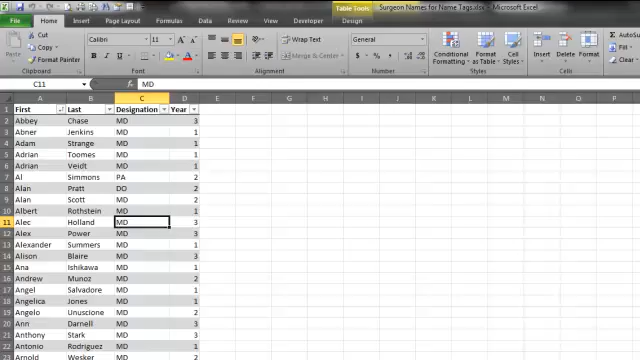 Table Tools
Surgeon Names for Name Tags.xlsx - Microsoft Excel
File Home Insert Page Layout Formulas Data Review View Developer Design
Cut
Copy
Format Painter
Clipboard
Calibri 11
B I U
Font
Wrap Text
Merge & Center
Alignment
General
$ % ,
Number
Conditional Formatting
Format as Table
Cell Styles
Styles
Insert Delete Format
Cells
AutoSum
Fill
Clear
C11 fx MD
A B C D E F G H I J K L M N O P
1 First Last Designation Year
2 Abbey Chase MD 3
3 Abner Jenkins MD 1
4 Adam Strange MD 1
5 Adrian Toomes MD 1
6 Adrian Veidt MD 1
7 Al Simmons PA 2
8 Alan Pratt DO 2
9 Alan Scott MD 2
10 Albert Rothstein MD 1
11 Alec Holland MD 3
12 Alex Power MD 3
13 Alexander Summers MD 1
14 Alison Blaire MD 3
15 Ana Ishikawa MD 1
16 Andrew Munoz MD 2
17 Angel Salvadore MD 1
18 Angelica Jones MD 1
19 Angelo Unuscione MD 2
20 Ann Darnell MD 3
21 Anthony Stark MD 3
22 Antonio Rodriguez MD 1
23 Arnold Wesker MD 2